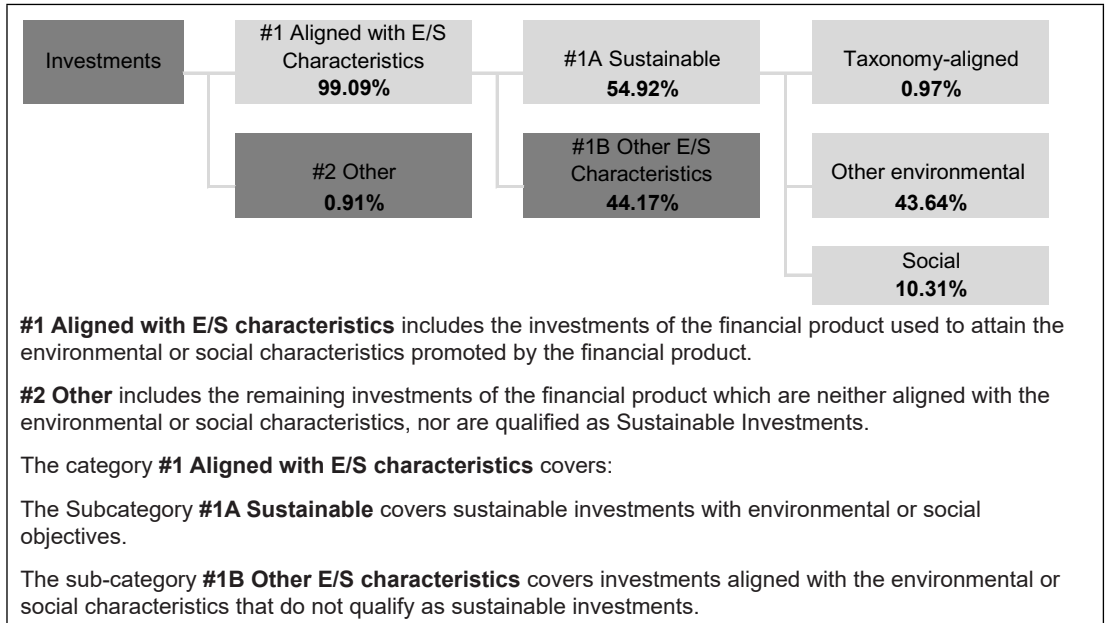 Investments
#1 Aligned with E/S
Characteristics
99.09%
#1A Sustainable
54.92%
Taxonomy-aligned
0.97%
#2 Other
0.91%
#1B Other E/S
Characteristics
44.17%
Other environmental
43.64%
Social
10.31%
#1 Aligned with E/S characteristics includes the investments of the financial product used to attain the
environmental or social characteristics promoted by the financial product.
#2 Other includes the remaining investments of the financial product which are neither aligned with the
environmental or social characteristics, nor are qualified as Sustainable Investments.
The category #1 Aligned with E/S characteristics covers:
The Subcategory #1A Sustainable covers sustainable investments with environmental or social
objectives.
The sub-category #1B Other E/S characteristics covers investments aligned with the environmental or
social characteristics that do not qualify as sustainable investments.